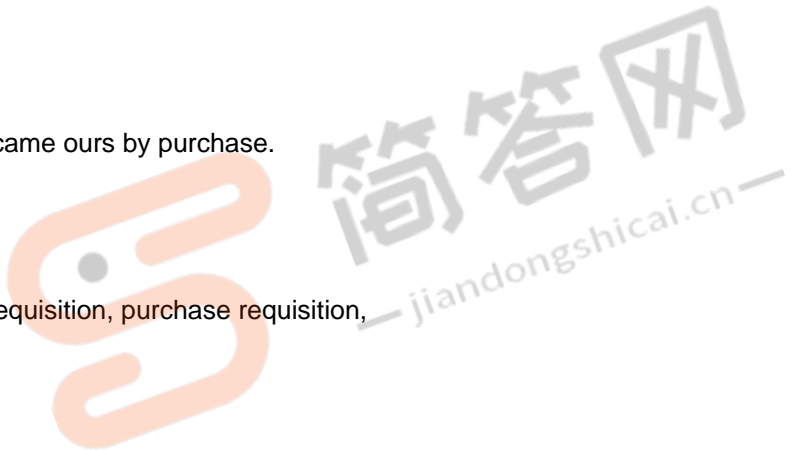 came ours by purchase.
equisition, purchase requisition,
简答网
jiandongshicai.cn